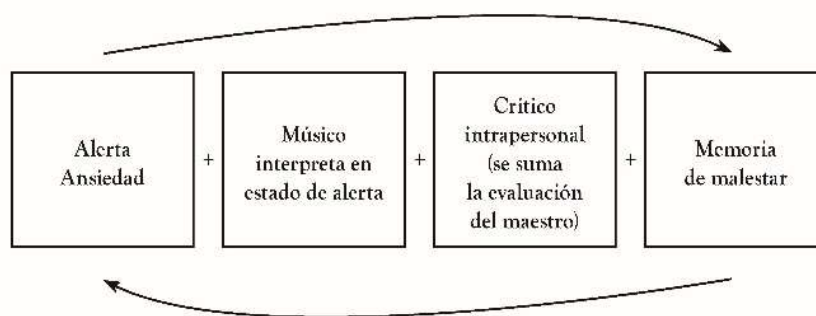 Alerta
Ansiedad
+
Músico
interpreta en
estado de alerta
+
Crítico
intrapersonal
(se suma
la evaluación
del maestro)
+
Memoria
de malestar